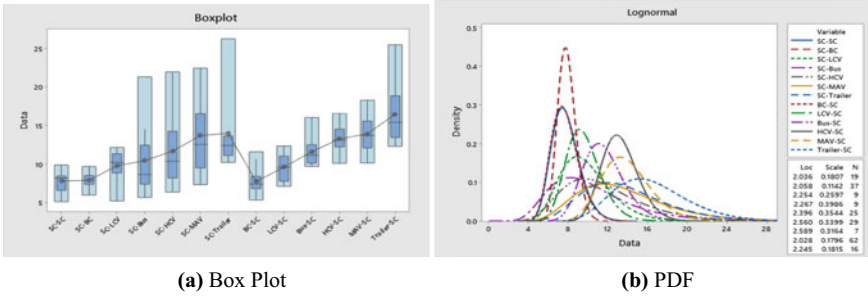 Boxplot
Data
25
20
15
10
5
SC-SC
SC-BC
SC-LCV
SC-Bus
SC-HCV
SC-MAV
SC-Trailer
BC-SC
LCV-SC
Bus-SC
HCV-SC
MAV-SC
Trailer-SC
(a) Box Plot
Lognormal
Density
0.5
0.4
0.3
0.2
0.1
0.0
0 4 8 12 16 20 24 28
Data
Variable
SC-SC
SC-BC
SC-LCV
SC-Bus
SC-HCV
SC-MAV
SC-Trailer
BC-SC
LCV-SC
Bus-SC
HCV-SC
MAV-SC
Trailer-SC
Loc Scale N
2.036 0.1807 19
2.058 0.1142 37
2.254 0.2597 9
2.267 0.3986 9
2.396 0.3544 22
2.560 0.3399 29
2.589 0.3164 7
2.028 0.1796 62
2.245 0.1815 16
(b) PDF